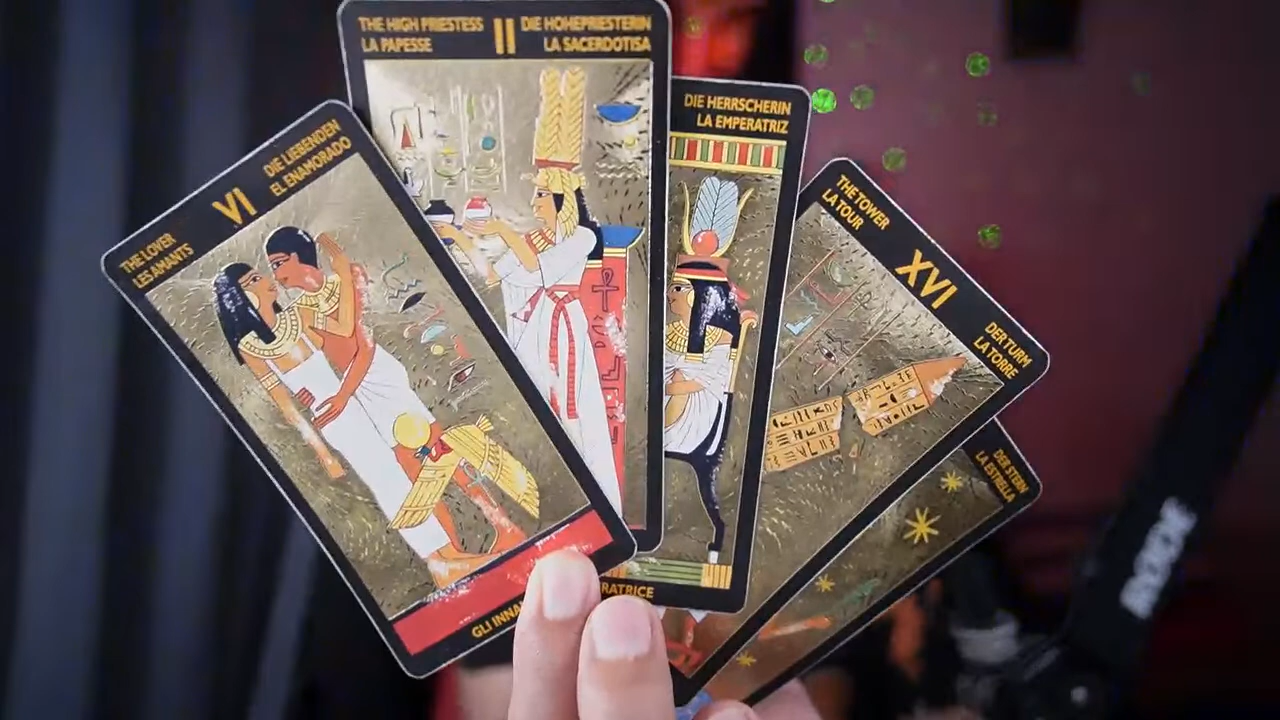 THE LOVER
LES AMANTS
VI
DIE LIEBENDEN
EL ENAMORADO
GLI
THE HIGH PRIESTESS
LA PAPESSE
II
DIE HOHEPRIESTERIN
LA SACERDOTISA
DIE HERRSCHERIN
LA EMPERATRIZ
RATRICE
THE TOWER
LA TOUR
XVI
DER TURM
LA TORRE
DER STERN
LA ESTRELLA
RODE